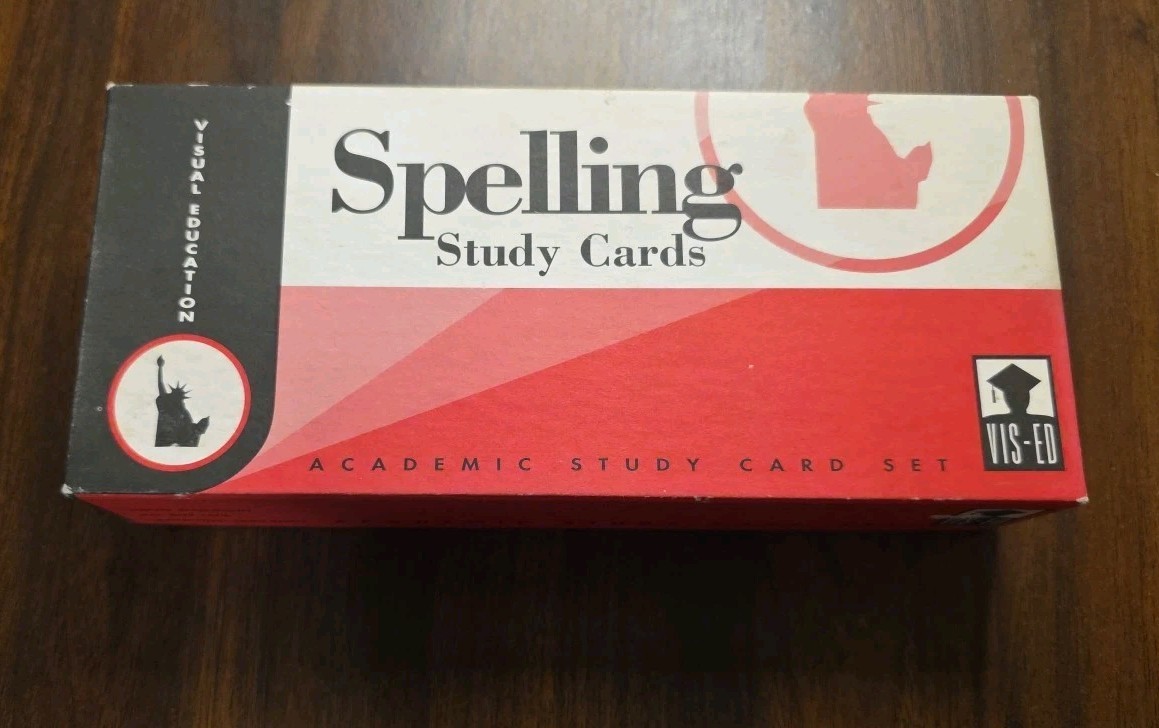 VISUAL EDUCATION
Spelling
Study Cards
ACADEMIC STUDY CARD SET
VIS-ED